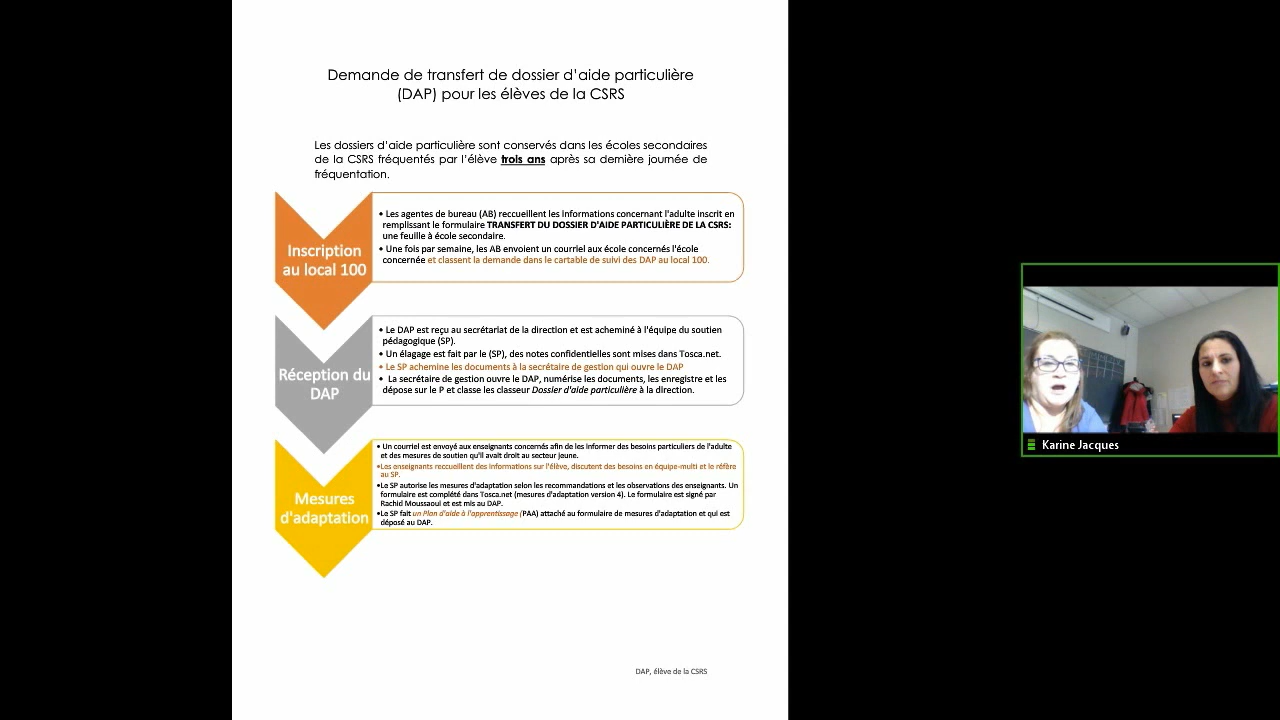 Demande de transfert de dossier d'aide particulière
(DAP) pour les élèves de la CSRS
Les dossiers d'aide particulière sont conservés dans les écoles secondaires
de la CSRS fréquentés par l'élève trois ans après sa dernière journée de
fréquentation.
Inscription
au local 100
• Les agentes de bureau (AB) reccueillent les informations concernant l'adulte inscrit en
remplissant le formulaire TRANSFERT DU DOSSIER D'AIDE PARTICULIÈRE DE LA CSRS:
une feuille à école secondaire.
• Une fois par semaine, les AB envoient un courriel aux école concernés l'école
concernée et classent la demande dans le cartable de suivi des DAP au local 100.
Réception du
DAP
• Le DAP est reçu au secrétariat de la direction et est acheminé à l'équipe du soutien
pédagogique (SP).
• Un élagage est fait par le (SP), des notes confidentielles sont mises dans Tosca.net.
• Le SP achemine les documents à la secrétaire de gestion qui ouvre le DAP
• La secrétaire de gestion ouvre le DAP, numérise les documents, les enregistre et les
dépose sur le P et classe les classeur Dossier d'aide particulière à la direction.
Mesures
d'adaptation
• Un courriel est envoyé aux enseignants concernés afin de les informer des besoins particuliers de l'adulte
et des mesures de soutien qu'il avait droit au secteur jeune.
•Les enseignants reccueillent des informations sur l'élève, discutent des besoins en équipe-multi et le réfère
au SP.
•Le SP autorise les mesures d'adaptation selon les recommandations et les observations des enseignants. Un
formulaire est complété dans Tosca.net (mesures d'adaptation version 4). Le formulaire est signé par
Rachid Moussaoui et est mis au DAP.
•Le SP fait un Plan d'aide à l'apprentissage (PAA) attaché au formulaire de mesures d'adaptation et qui est
déposé au DAP.
DAP, élève de la CSRS
Karine Jacques